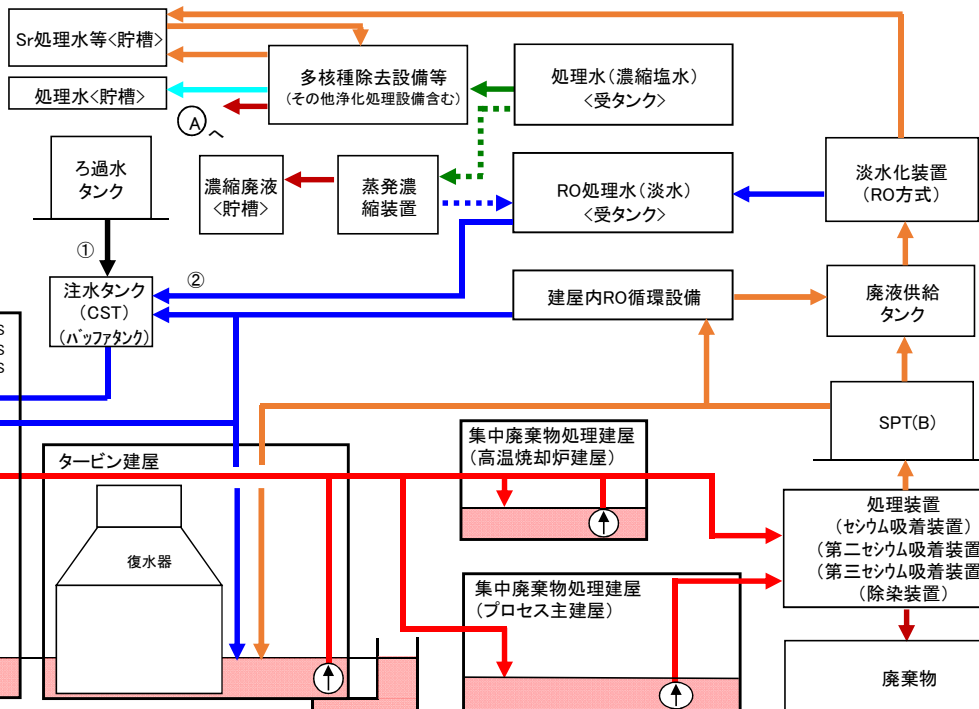 Sr処理水等<貯槽>
処理水<貯槽>
多核種除去設備等
(その他浄化処理設備含む)
Ⓐへ
処理水(濃縮塩水)
<受タンク>
ろ過水
タンク
濃縮廃液
<貯槽>
蒸発濃
縮装置
RO処理水(淡水)
<受タンク>
淡水化装置
(RO方式)
①
②
注水タンク
(CST)
(バッファタンク)
建屋内RO循環設備
廃液供給
タンク
S
S
S
SPT(B)
タービン建屋
復水器
集中廃棄物処理建屋
(高温焼却炉建屋)
集中廃棄物処理建屋
(プロセス主建屋)
処理装置
(セシウム吸着装置)
(第二セシウム吸着装置
(第三セシウム吸着装置
(除染装置)
廃棄物